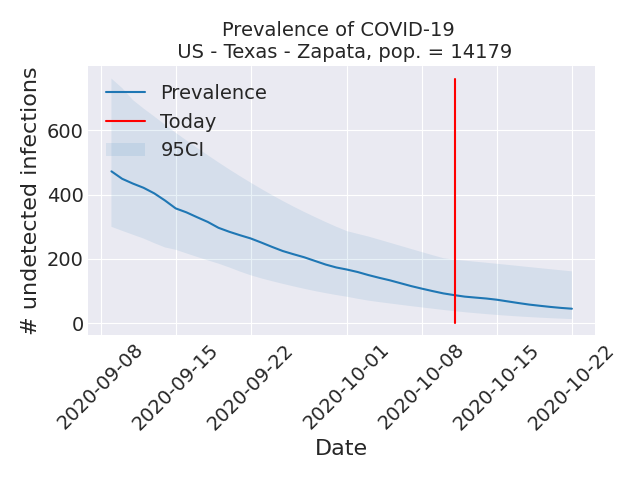 Prevalence of COVID-19
US - Texas - Zapata, pop. = 14179
# undetected infections
600
400
200
0
Prevalence
Today
95CI
2020-09-08
2020-09-15
2020-09-22
2020-10-01
2020-10-08
2020-10-15
2020-10-22
Date